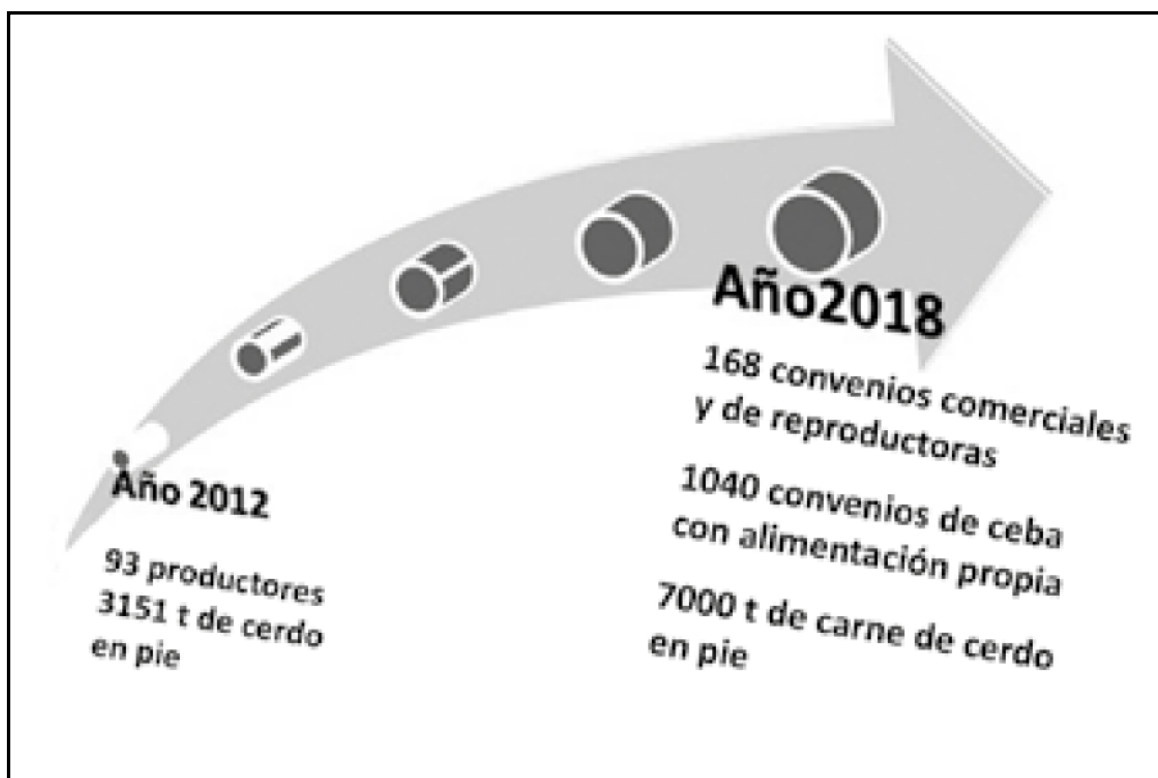 Año 2012
93 productores
3151 t de cerdo
en pie
Año2018
168 convenios comerciales
y de reproductoras
1040 convenios de ceba
con alimentación propia
7000 t de carne de cerdo
en pie